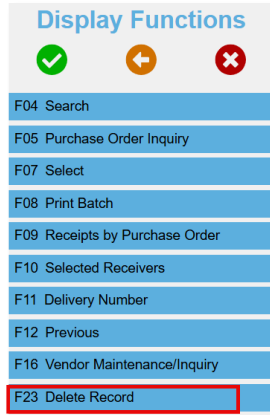 Display Functions
F04 Search
F05 Purchase Order Inquiry
F07 Select
F08 Print Batch
F09 Receipts by Purchase Order
F10 Selected Receivers
F11 Delivery Number
F12 Previous
F16 Vendor Maintenance/Inquiry
F23 Delete Record